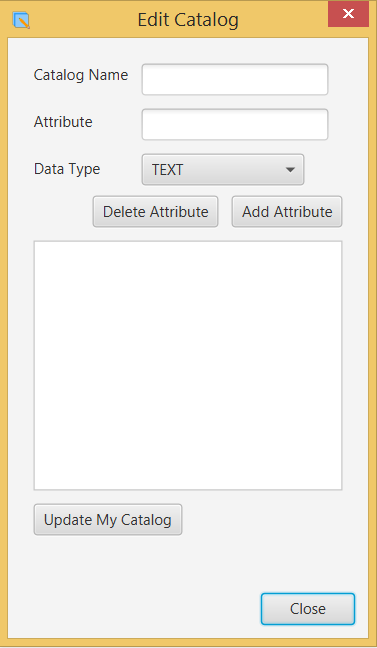 Edit Catalog
Catalog Name
Attribute
Data Type TEXT
Delete Attribute Add Attribute
Update My Catalog
Close